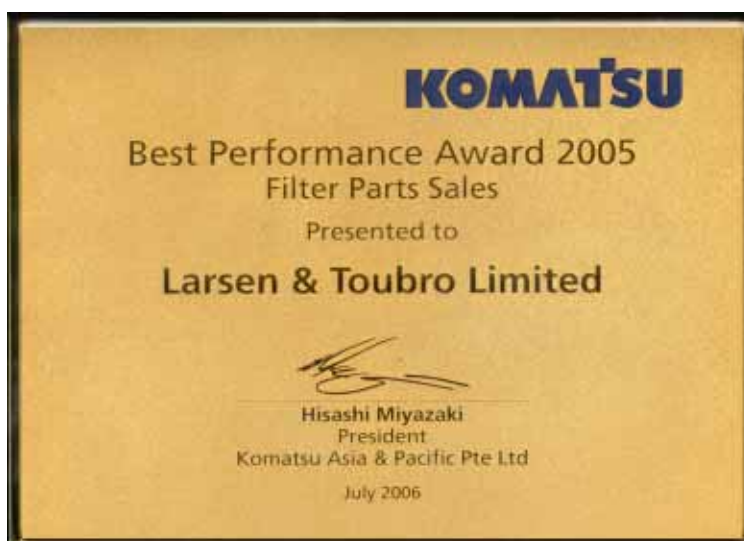 KOMATSU
Best Performance Award 2005
Filter Parts Sales
Presented to
Larsen & Toubro Limited
Hisashi Miyazaki
President
Komatsu Asia & Pacific Pte Ltd
July 2006